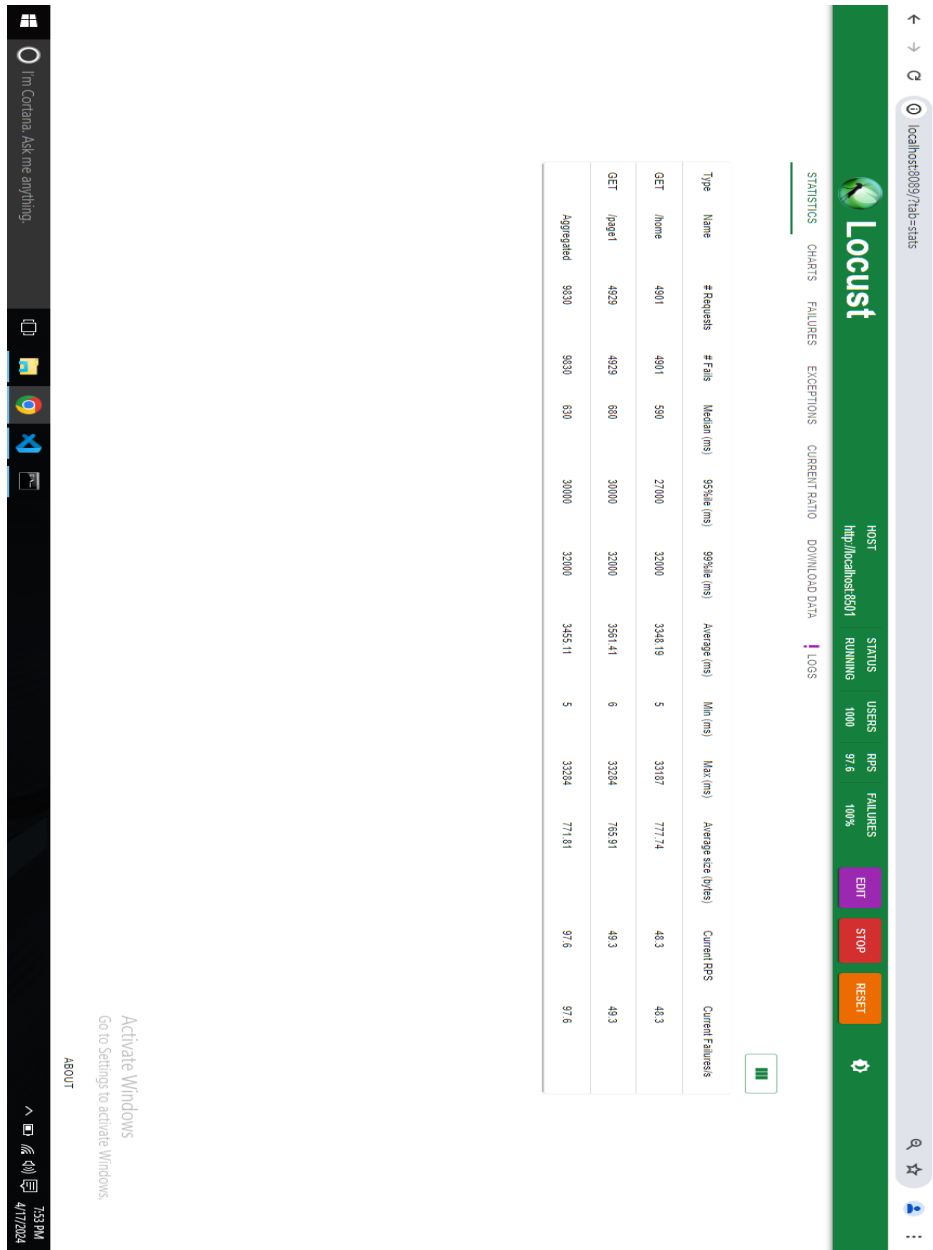 localhost:8089/?tab=stats
LOCUST
HOST
http://localhost:8501
STATUS
RUNNING
USERS
1000
RPS
97.6
FAILURES
100%
EDIT
STOP
RESET
STATISTICS CHARTS FAILURES EXCEPTIONS CURRENT RATIO DOWNLOAD DATA ! LOGS
Type Name # Requests # Fails Median (ms) 95%ile (ms) 99%ile (ms) Average (ms) Min (ms) Max (ms) Average size (bytes) Current RPS Current Failures/s
GET /home 4901 4901 590 27000 32000 3348.19 5 33187 777.74 48.3 48.3
GET /page1 4929 4929 680 30000 32000 3561.41 6 33284 765.91 49.3 49.3
Aggregated 9830 9830 630 30000 32000 3455.11 5 33284 771.81 97.6 97.6
Activate Windows
Go to Settings to activate Windows.
ABOUT
I'm Cortana. Ask me anything.
7:53 PM
4/17/2024